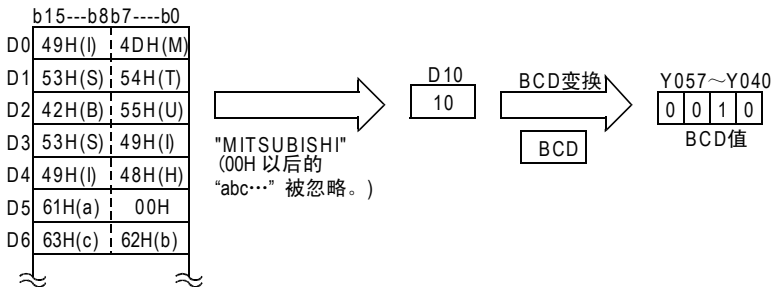 b15---b8 b7----b0
D0 49H(I) 4DH(M)
D1 53H(S) 54H(T)
D2 42H(B) 55H(U)
D3 53H(S) 49H(I)
D4 49H(I) 48H(H)
D5 61H(a) 00H
D6 63H(c) 62H(b)
"MITSUBISHI"
(00H 以后的
“abc…” 被忽略。)
D10
10
BCD变换
BCD
Y057～Y040
0 0 1 0
BCD值